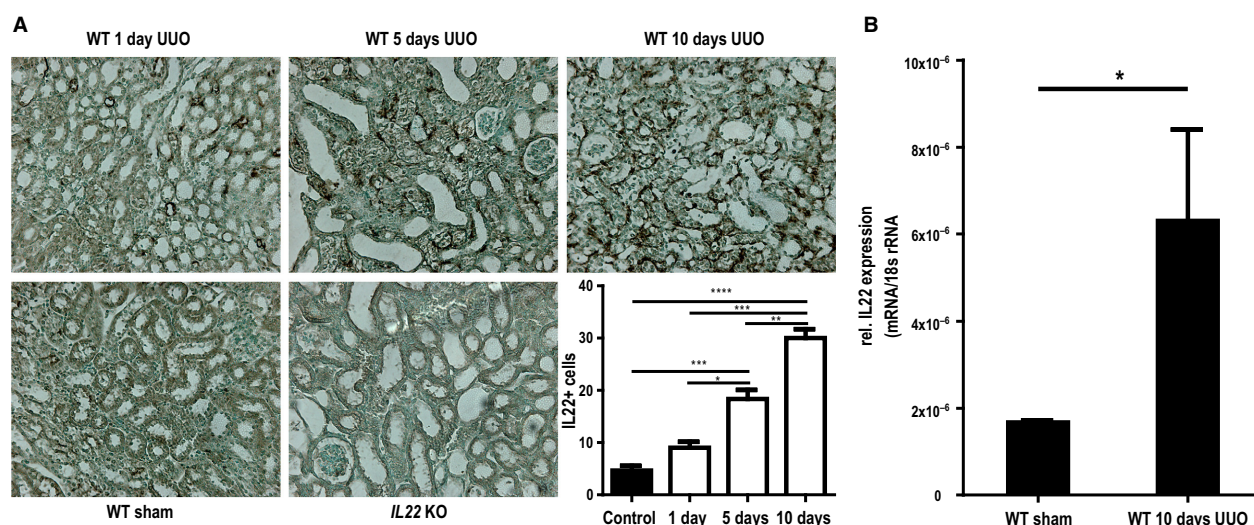 A
WT 1 day UUO
WT 5 days UUO
WT 10 days UUO
WT sham
IL22 KO
IL22+ cells
40
30
20
10
0
****
***
**
***
*
Control
1 day
5 days
10 days
B
rel. IL22 expression
(mRNA/18s rRNA
10x10⁻⁶
8x10⁻⁶
6x10⁻⁶
4x10⁻⁶
2x10⁻⁶
0
*
WT sham
WT 10 days UUO